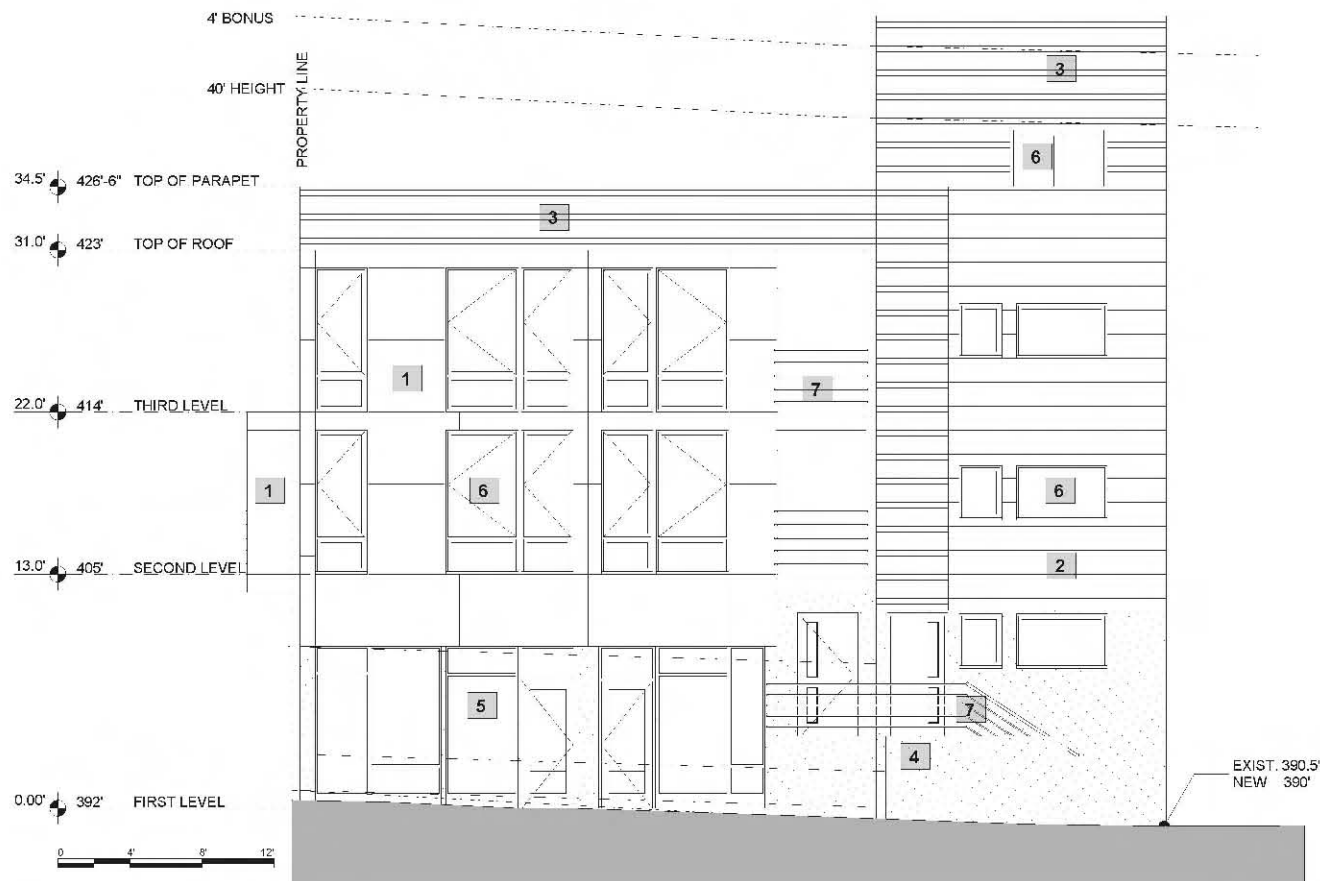 4' BONUS
40' HEIGHT
PROPERTY LINE
3
6
34.5' 426'-6" TOP OF PARAPET
3
31.0' 423' TOP OF ROOF
1
7
22.0' 414' THIRD LEVEL
1
6
6
2
13.0' 405' SECOND LEVEL
5
7
4
EXIST. 390.5'
NEW 390'
0.00' 392' FIRST LEVEL
0 4' 8' 12'